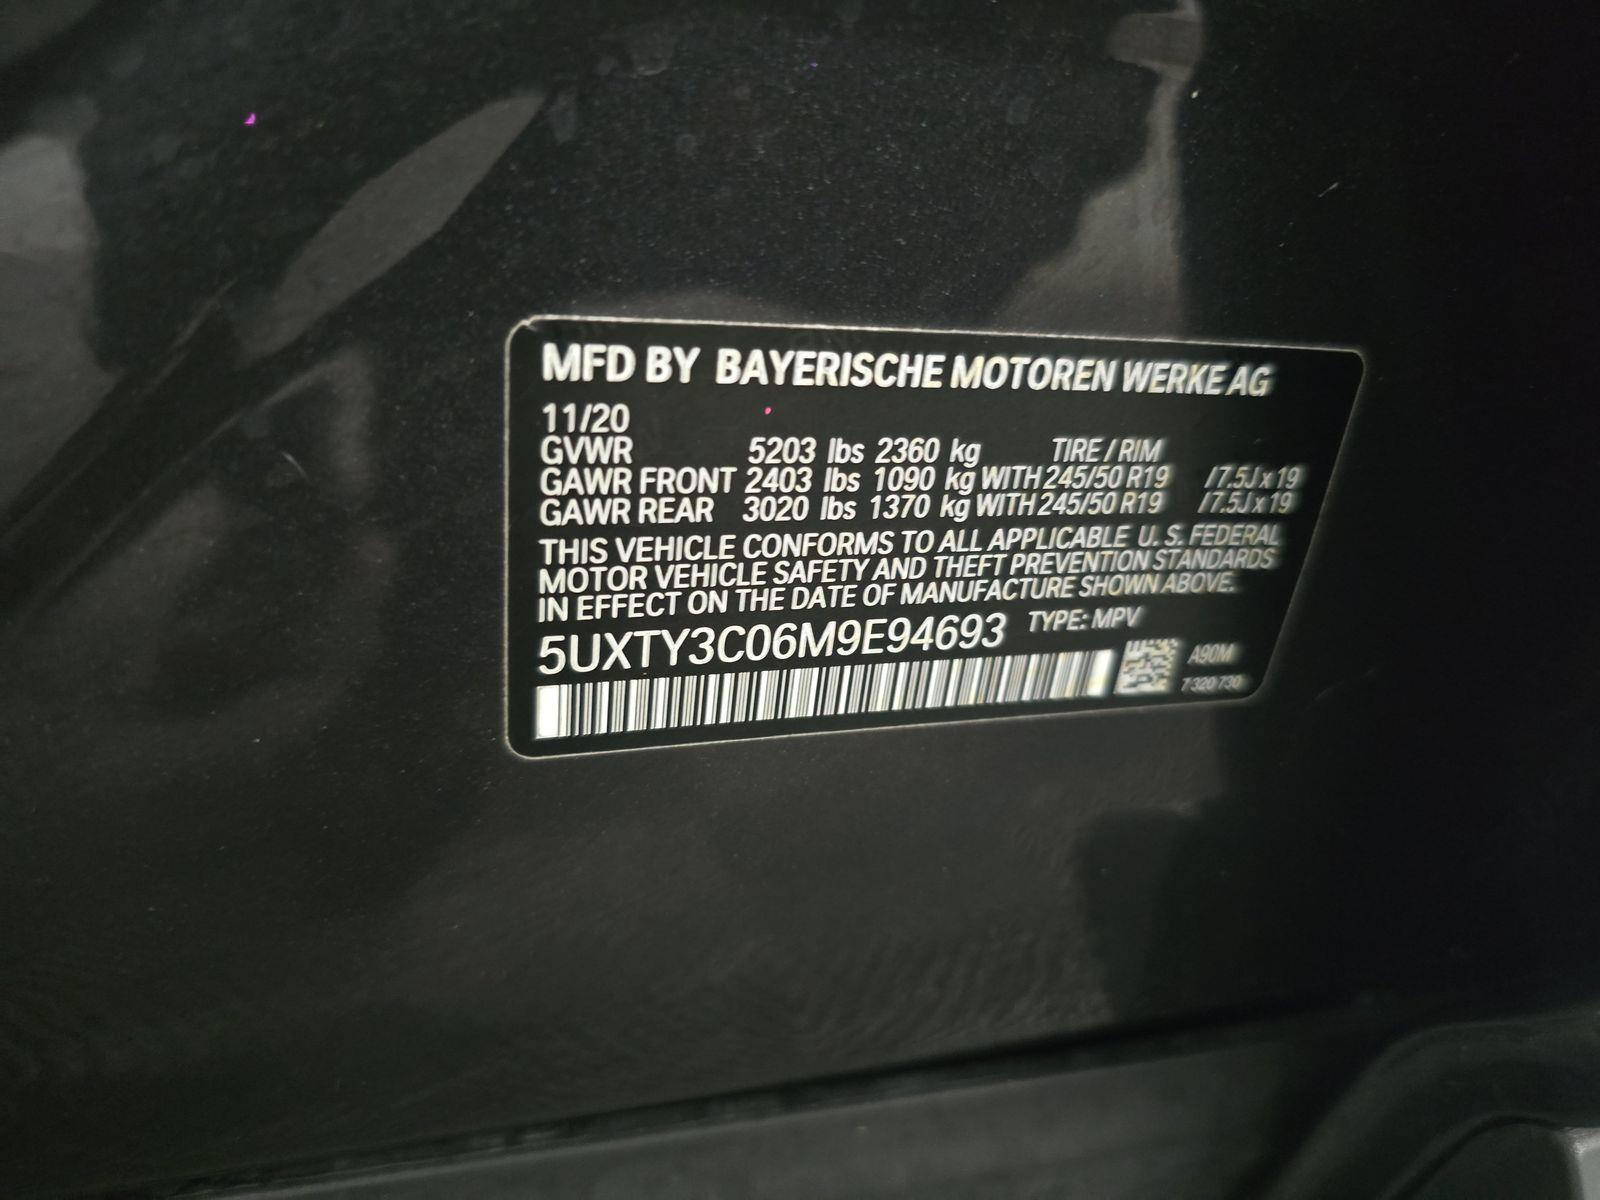 MFD BY BAYERISCHE MOTOREN WERKE AG
11/20
GVWR 5203 lbs 2360 kg TIRE / RIM
GAWR FRONT 2403 lbs 1090 kg WITH 245/50 R19 /7.5J x 19
GAWR REAR 3020 lbs 1370 kg WITH 245/50 R19 /7.5J x 19
THIS VEHICLE CONFORMS TO ALL APPLICABLE U. S. FEDERAL
MOTOR VEHICLE SAFETY AND THEFT PREVENTION STANDARDS
IN EFFECT ON THE DATE OF MANUFACTURE SHOWN ABOVE.
5UXTY3C06M9E94693 TYPE: MPV
A90M
7 320 730